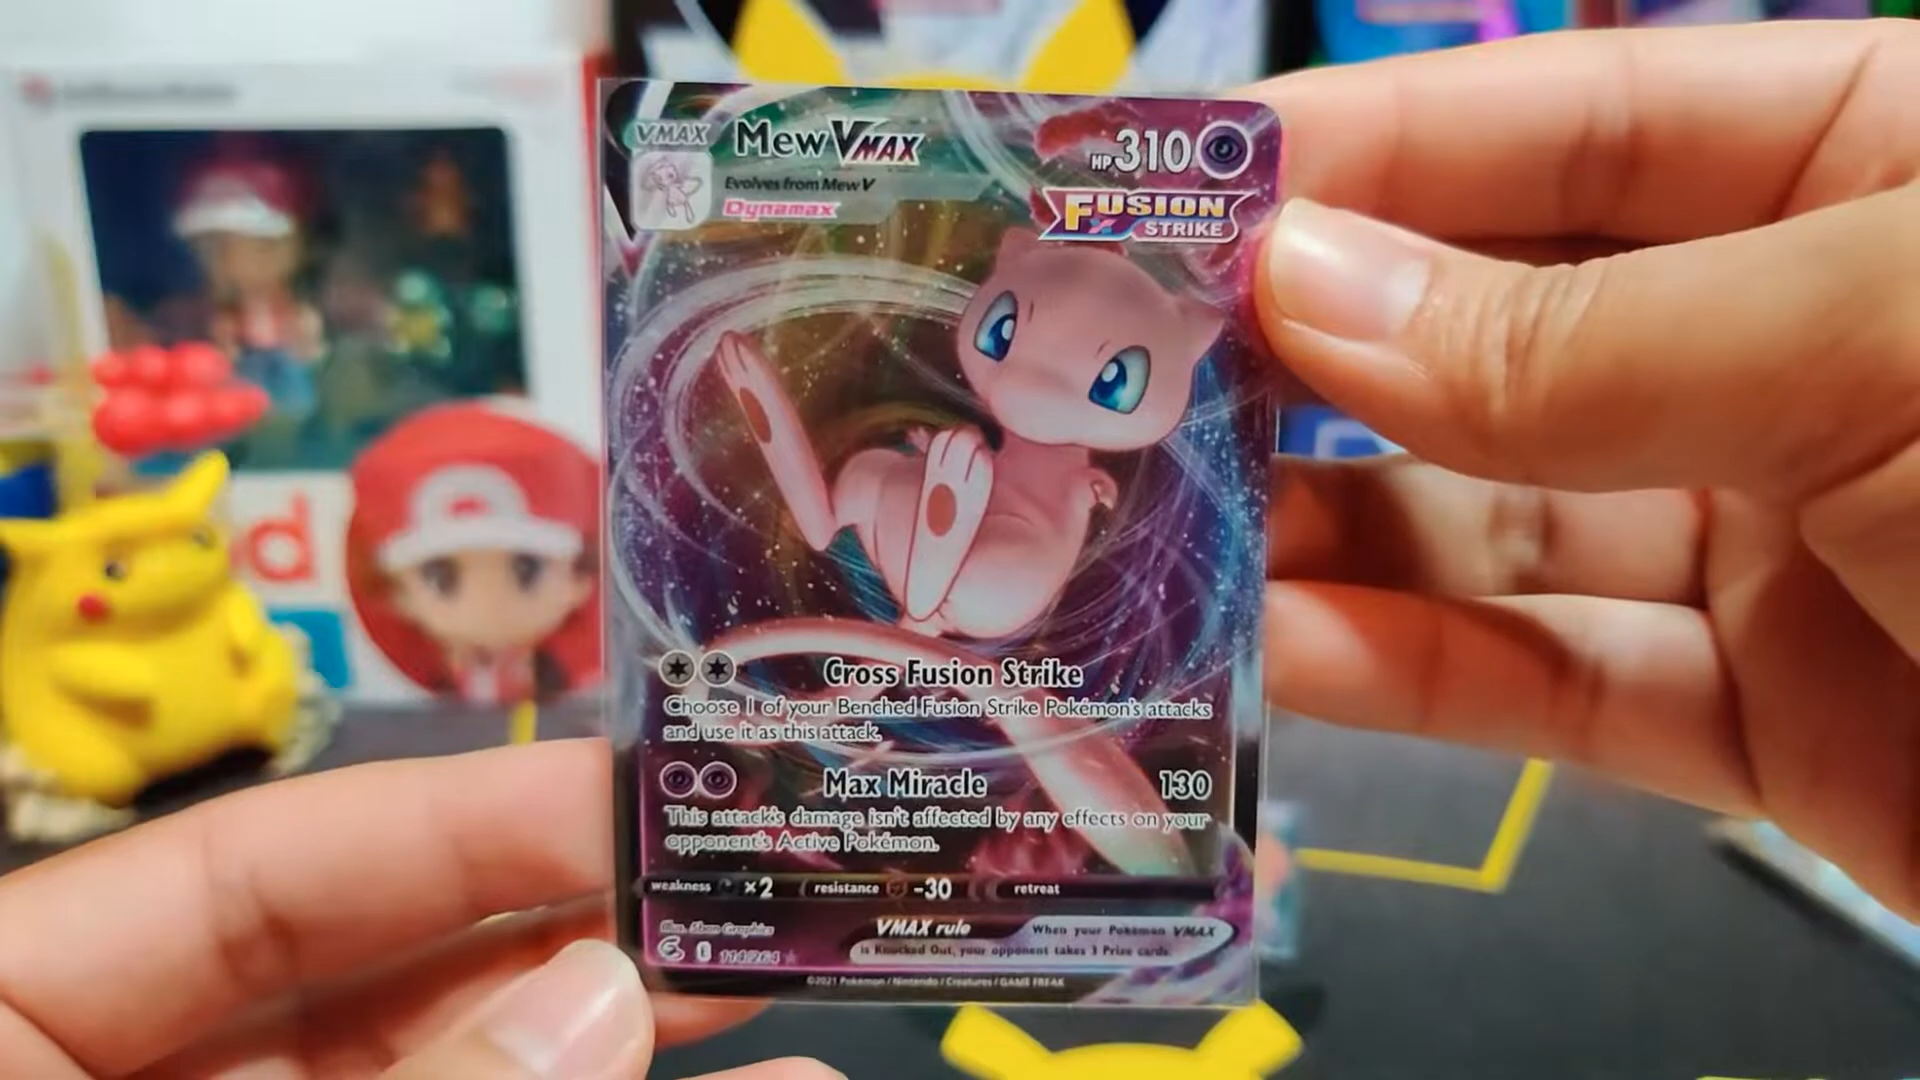 VMAX
Mew VMAX
HP 310
Evolves from Mew V
Dynamax
FUSION
STRIKE
Cross Fusion Strike
Choose 1 of your Benched Fusion Strike Pokémon's attacks
and use it as this attack.
Max Miracle 130
This attack's damage isn't affected by any effects on your
opponent's Active Pokémon.
weakness ×2 resistance -30 retreat
Illus. 5ban Graphics
VMAX rule When your Pokémon VMAX
is Knocked Out, your opponent takes 3 Prize cards.
114/264
©2021 Pokémon / Nintendo / Creatures / GAME FREAK
d